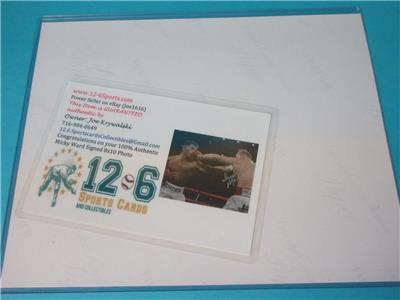 www.12-6Sports.com
Power Seller on eBay (Joe1616)
This Item is GUARANTEED
authentic by
Owner: Joe Krywalski
716-984-0649
12.6.SportscardsCollectibles@Gmail.com
Congratulations on your 100% Authentic
Micky Ward Signed 8x10 Photo
12 6
SPORTS CARDS
AND COLLECTIBLES